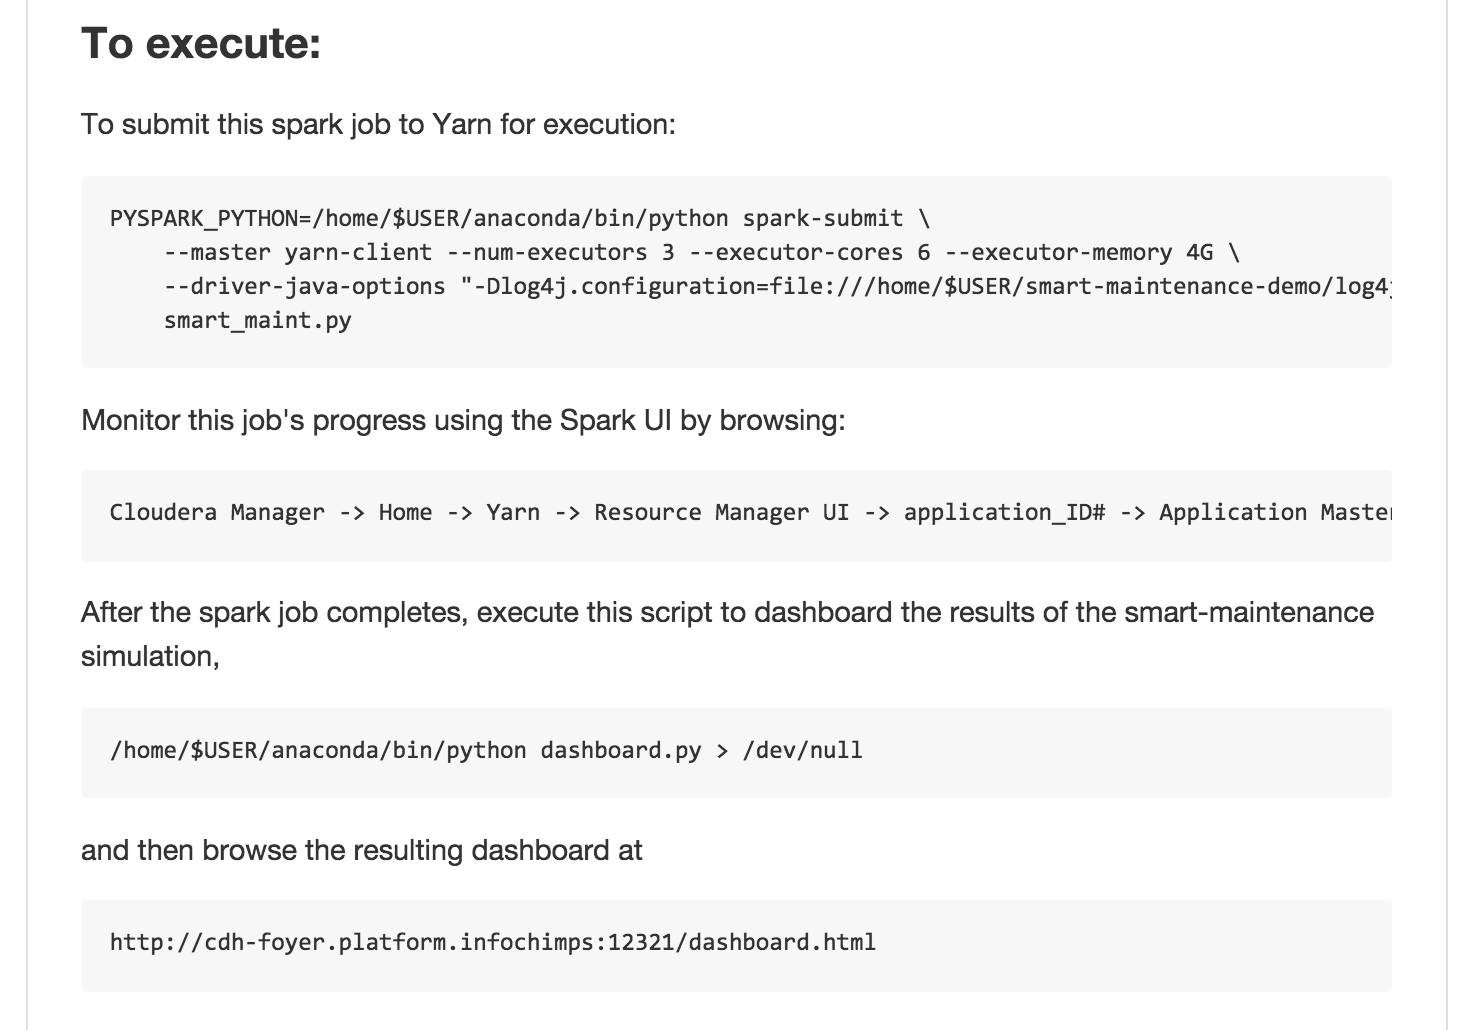 To execute:
To submit this spark job to Yarn for execution:
PYSPARK_PYTHON=/home/$USER/anaconda/bin/python spark-submit \
    --master yarn-client --num-executors 3 --executor-cores 6 --executor-memory 4G \
    --driver-java-options "-Dlog4j.configuration=file:///home/$USER/smart-maintenance-demo/log4j
    smart_maint.py
Monitor this job's progress using the Spark UI by browsing:
Cloudera Manager -> Home -> Yarn -> Resource Manager UI -> application_ID# -> Application Master
After the spark job completes, execute this script to dashboard the results of the smart-maintenance
simulation,
/home/$USER/anaconda/bin/python dashboard.py > /dev/null
and then browse the resulting dashboard at
http://cdh-foyer.platform.infochimps:12321/dashboard.html